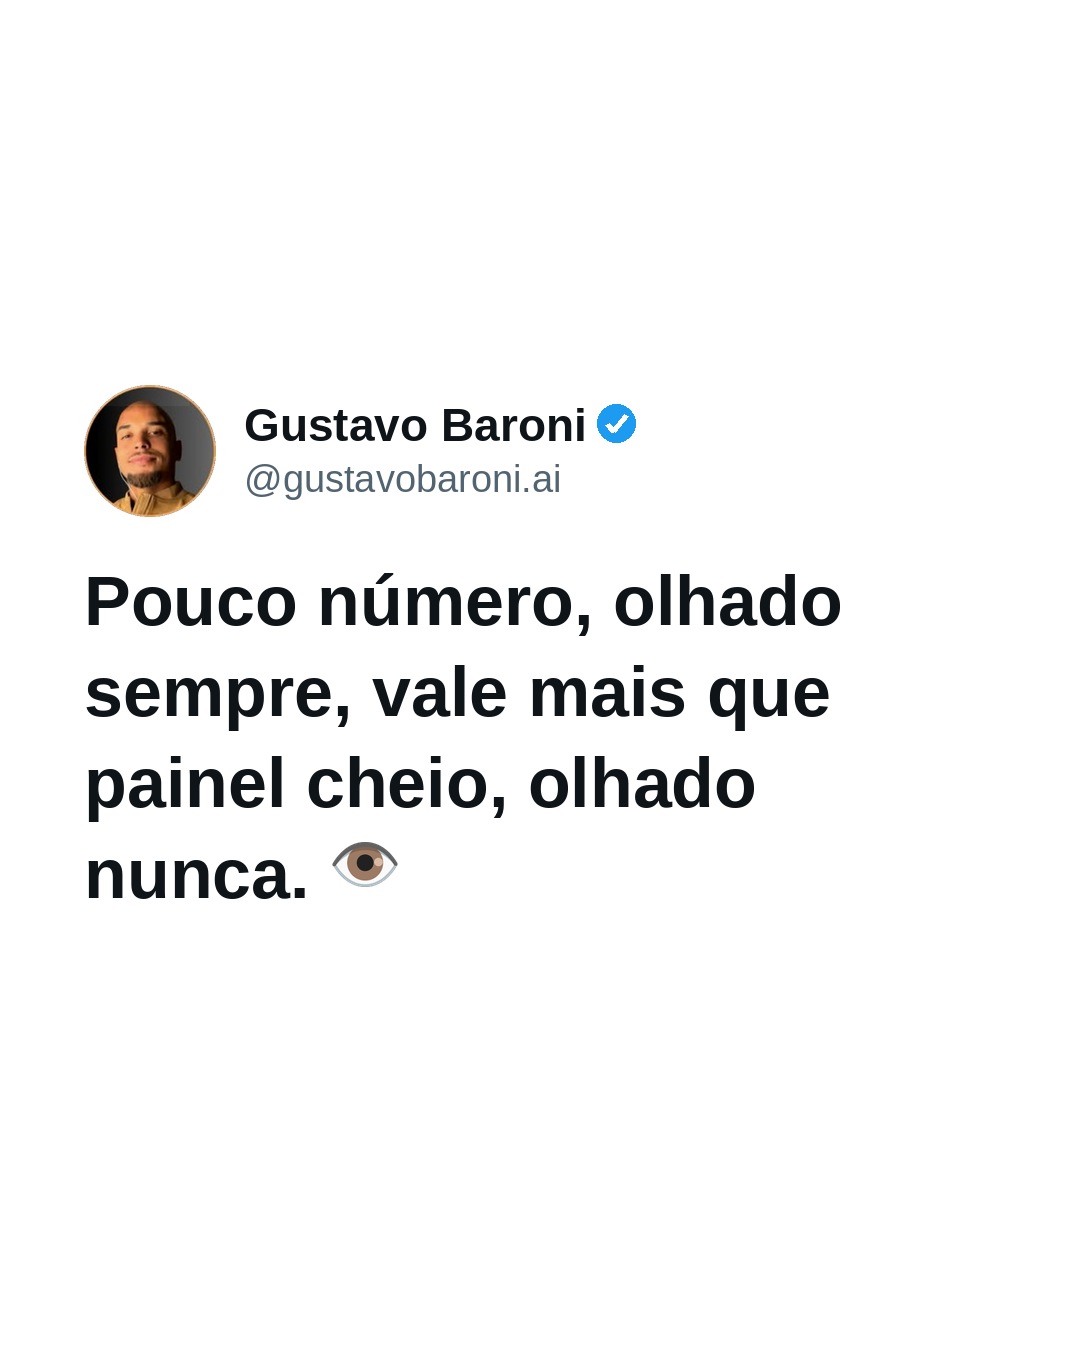 Gustavo Baroni
@gustavobaroni.ai
Pouco número, olhado
sempre, vale mais que
painel cheio, olhado
nunca. 👁️